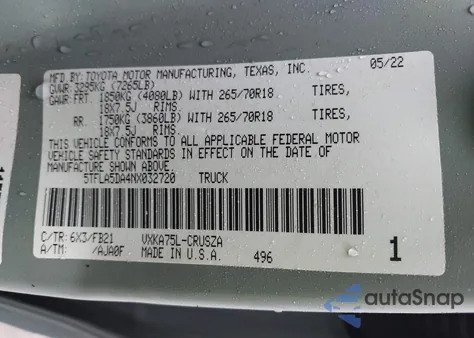 MFD. BY: TOYOTA MOTOR MANUFACTURING, TEXAS, INC. 05/22
GVWR: 3295KG (7265LB)
GAWR: FRT. 1850KG (4080LB) WITH 265/70R18 TIRES,
18X7.5J RIMS.
RR. 1750KG (3860LB) WITH 265/70R18 TIRES,
18X7.5J RIMS.
THIS VEHICLE CONFORMS TO ALL APPLICABLE FEDERAL MOTOR
VEHICLE SAFETY STANDARDS IN EFFECT ON THE DATE OF
MANUFACTURE SHOWN ABOVE.
5TFLA5DA4NX032720 TRUCK
C/TR: 6X3/FB21 VXKA75L-CRUSZA
A/TM: /AJA0F MADE IN U.S.A. 496 1
autoSnap